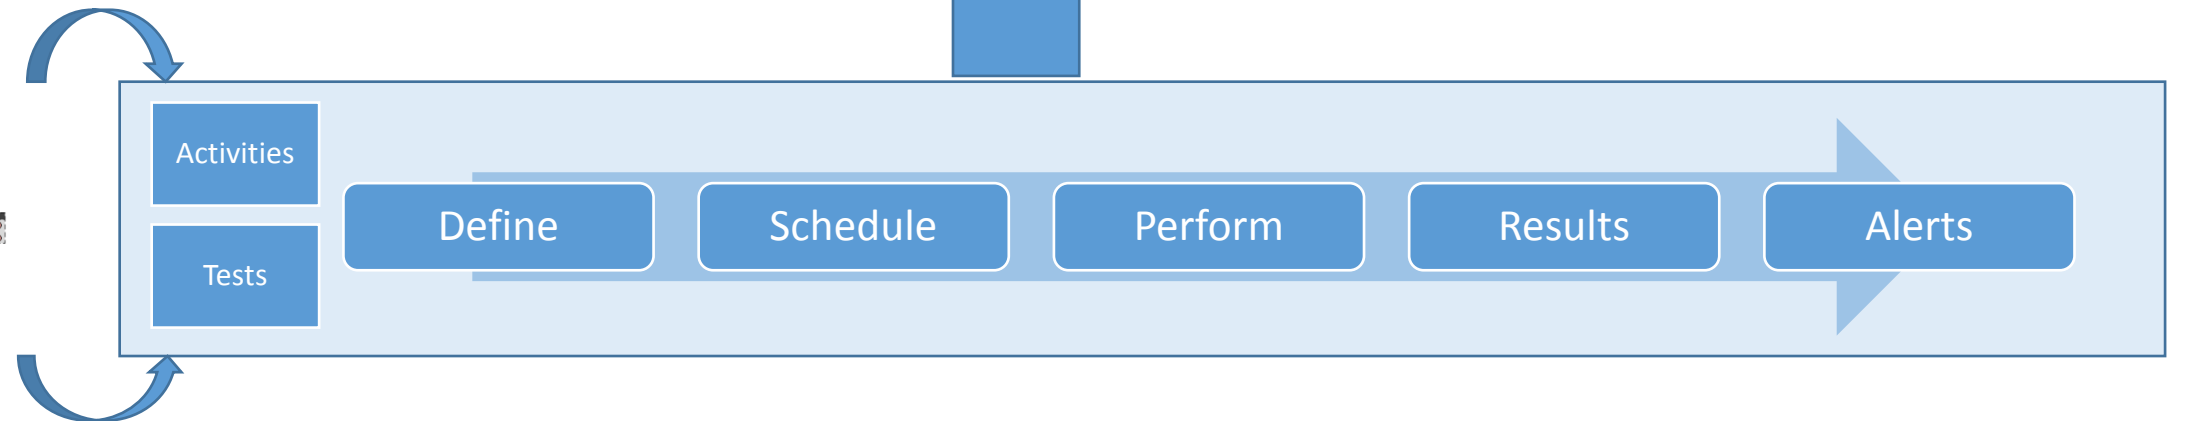 Activities
Tests
Define
Schedule
Perform
Results
Alerts